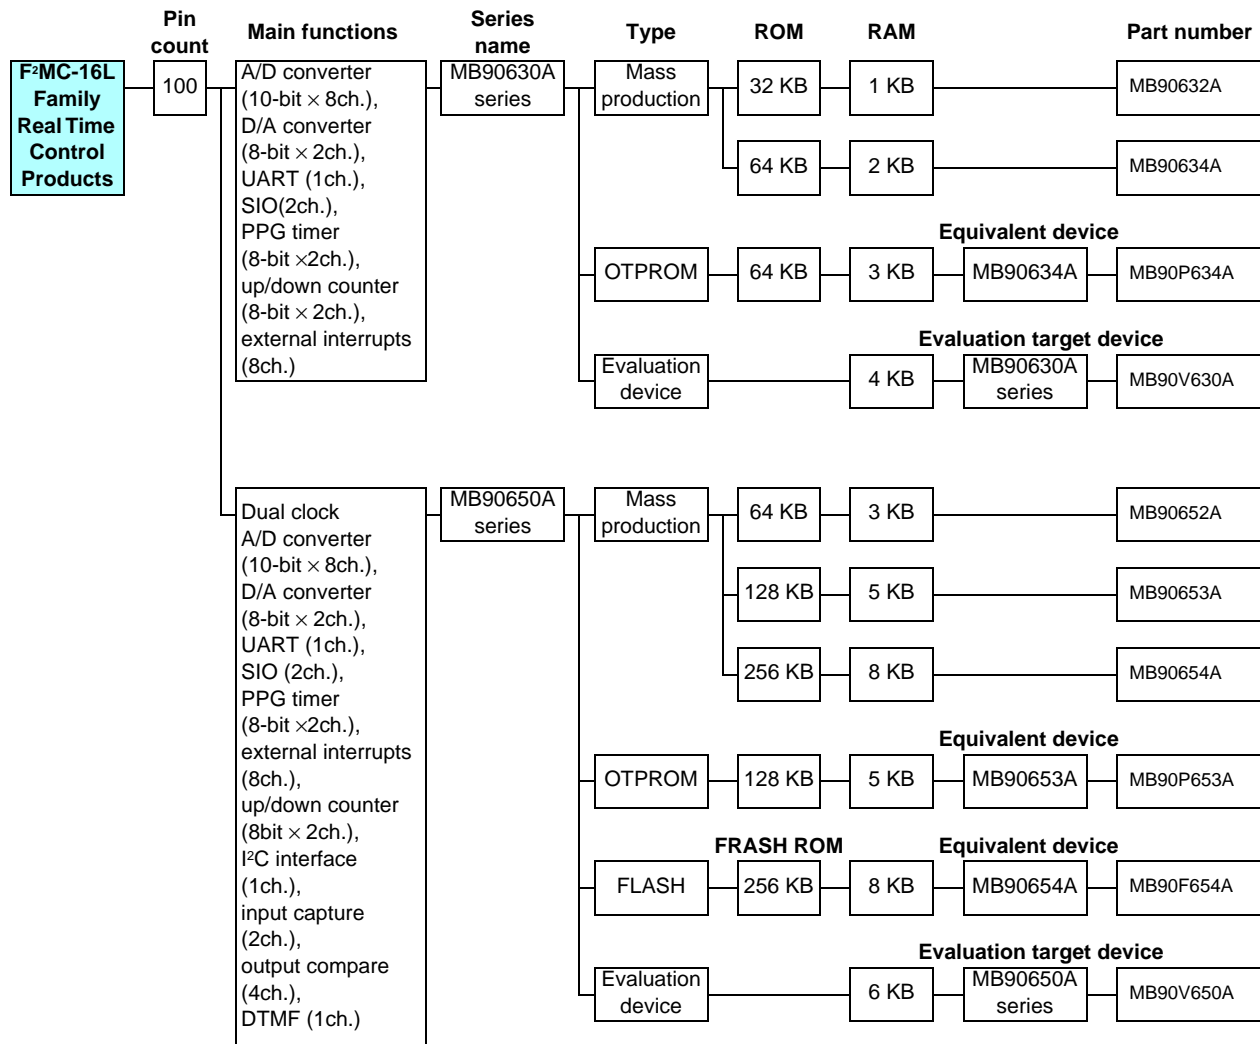 Pin count
Main functions
Series name
Type
ROM
RAM
Part number
F²MC-16L
Family
Real Time
Control
Products
100
A/D converter
(10-bit × 8ch.),
D/A converter
(8-bit × 2ch.),
UART (1ch.),
SIO(2ch.),
PPG timer
(8-bit ×2ch.),
up/down counter
(8-bit × 2ch.),
external interrupts
(8ch.)
MB90630A
series
Mass
production
32 KB
1 KB
MB90632A
64 KB
2 KB
MB90634A
Equivalent device
OTPROM
64 KB
3 KB
MB90634A
MB90P634A
Evaluation target device
Evaluation
device
4 KB
MB90630A
series
MB90V630A
Dual clock
A/D converter
(10-bit × 8ch.),
D/A converter
(8-bit × 2ch.),
UART (1ch.),
SIO (2ch.),
PPG timer
(8-bit ×2ch.),
external interrupts
(8ch.),
up/down counter
(8bit × 2ch.),
I²C interface
(1ch.),
input capture
(2ch.),
output compare
(4ch.),
DTMF (1ch.)
MB90650A
series
Mass
production
64 KB
3 KB
MB90652A
128 KB
5 KB
MB90653A
256 KB
8 KB
MB90654A
Equivalent device
OTPROM
128 KB
5 KB
MB90653A
MB90P653A
FRASH ROM
Equivalent device
FLASH
256 KB
8 KB
MB90654A
MB90F654A
Evaluation target device
Evaluation
device
6 KB
MB90650A
series
MB90V650A